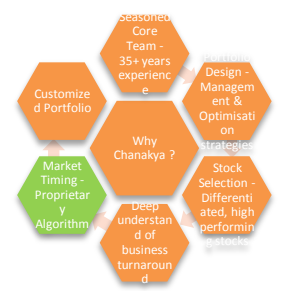 Seasoned
Core
Team -
35+ years
experienc
e
Portfolio
Design -
Managem
ent &
Optimisati
on
strategies
Stock
Selection -
Differenti
ated, high
performin
g stocks
Deep
understan
d of
business
turnaroun
d
Market
Timing -
Proprietar
y
Algorithm
Customize
d Portfolio
Why
Chanakya ?